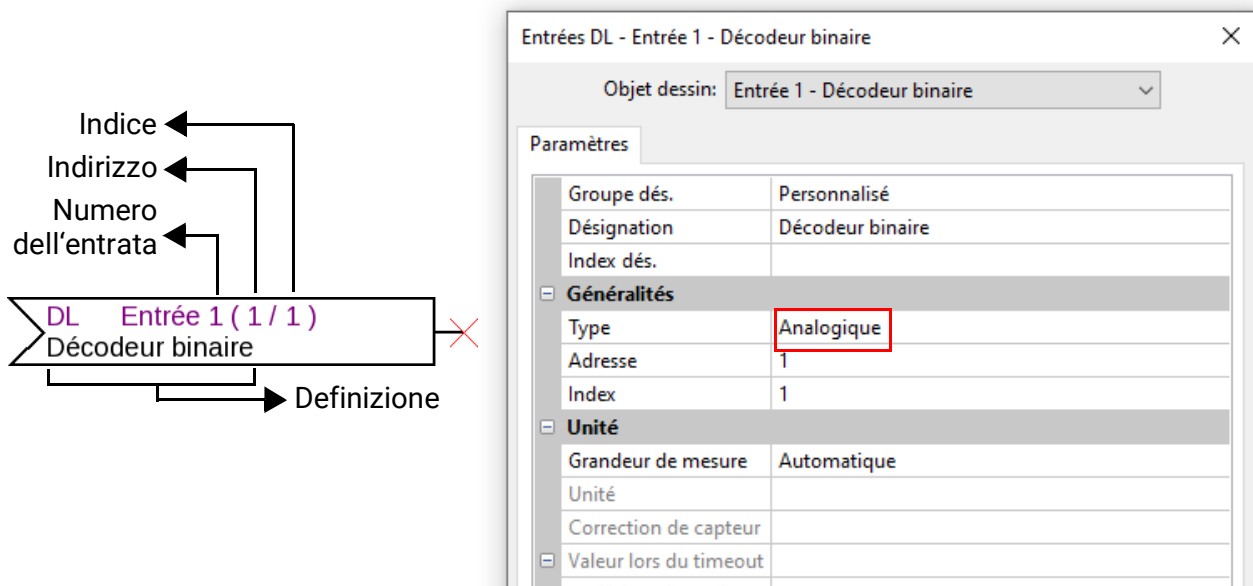 Indice
Indirizzo
Numero
dell‘entrata
DL Entrée 1 ( 1 / 1 )
Décodeur binaire
Definizione
Entrées DL - Entrée 1 - Décodeur binaire
Objet dessin: Entrée 1 - Décodeur binaire
Paramètres
Groupe dés. Personnalisé
Désignation Décodeur binaire
Index dés.
Généralités
Type Analogique
Adresse 1
Index 1
Unité
Grandeur de mesure Automatique
Unité
Correction de capteur
Valeur lors du timeout